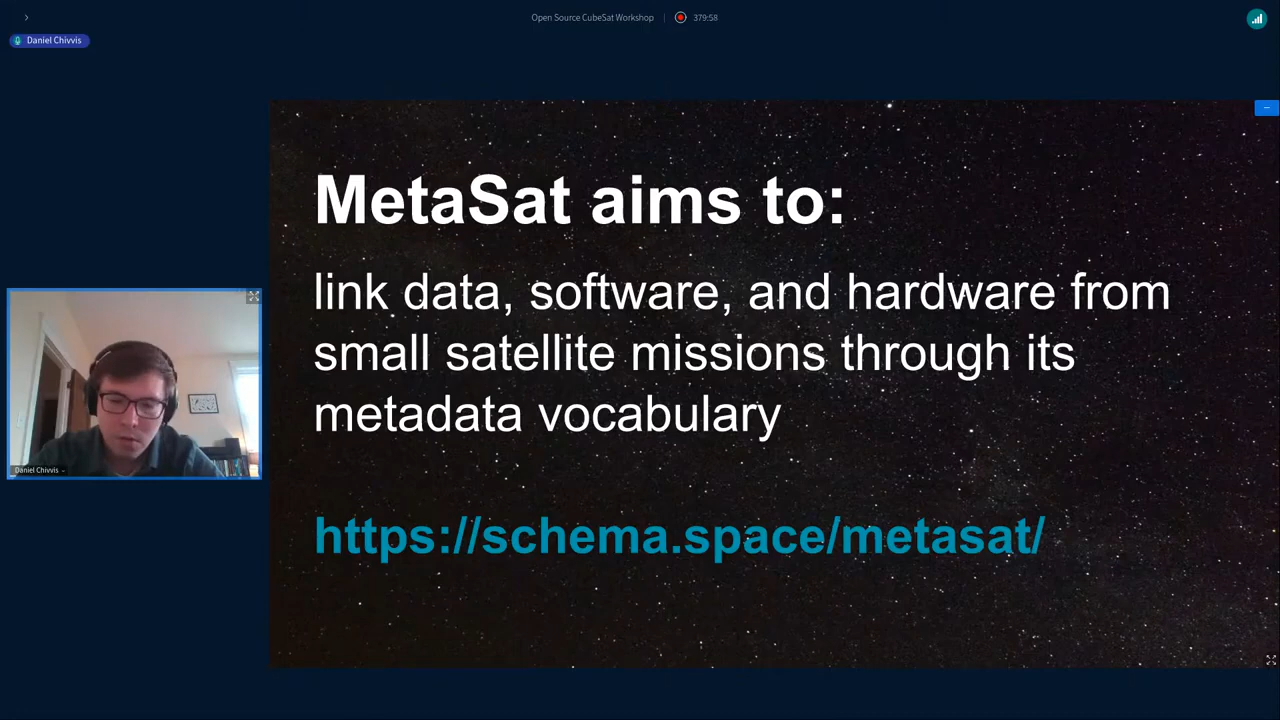 Open Source CubeSat Workshop
379:58
Daniel Chivvis
MetaSat aims to:
link data, software, and hardware from
small satellite missions through its
metadata vocabulary
https://schema.space/metasat/
Daniel Chivvis